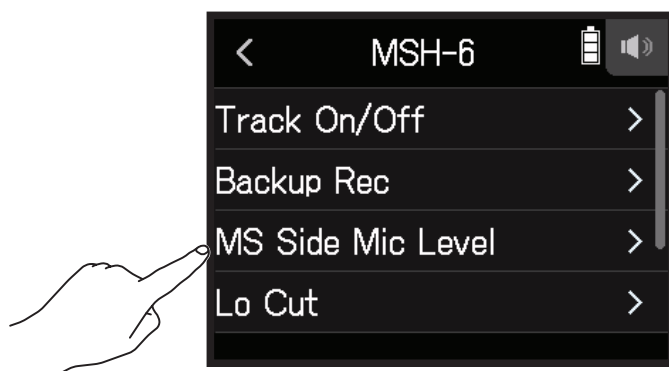 MSH-6
Track On/Off
Backup Rec
MS Side Mic Level
Lo Cut